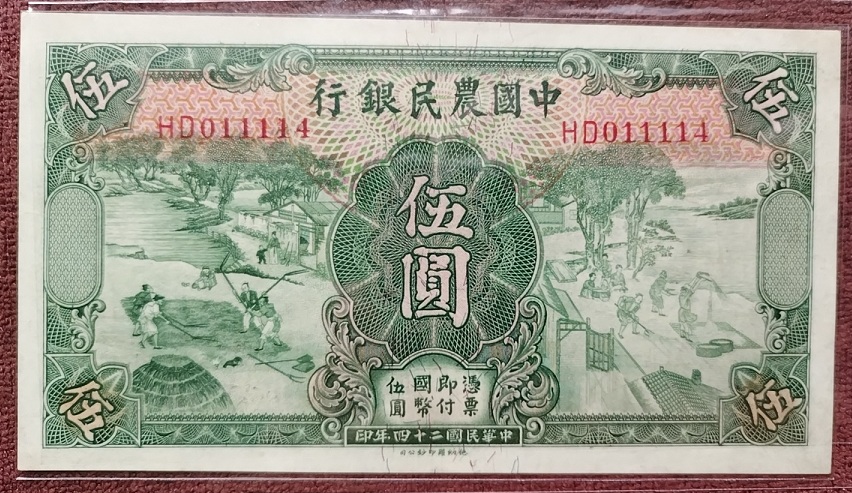 伍
伍
中國農民銀行
HD011114
HD011114
伍圓
憑票
即付
國幣
伍圓
伍
伍
中華民國二十四年印